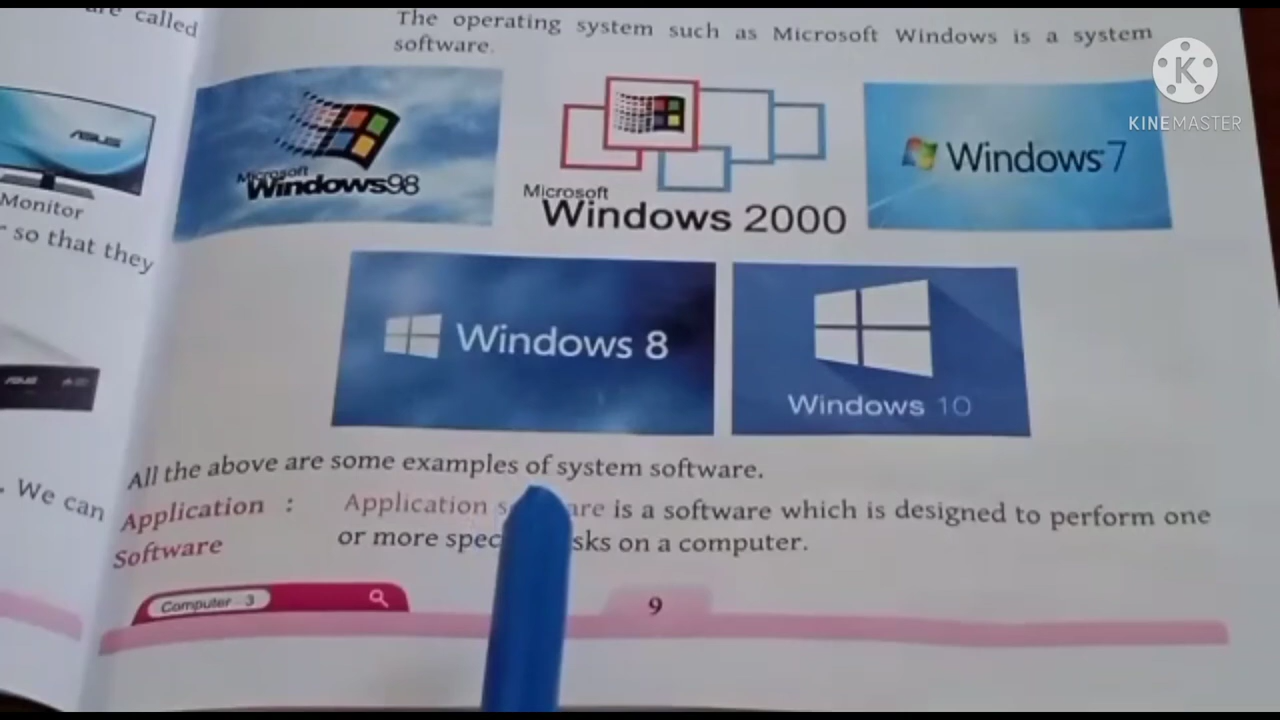 are called
ASUS
Monitor
r so that they
ASUS
. We can
The operating system such as Microsoft Windows is a system
software.
Microsoft
Windows98
Microsoft
Windows 2000
Windows 7
Windows 8
Windows 10
All the above are some examples of system software.
Application : Application is a software which is designed to perform one
Software or more on a computer.
Computer 3
9
K
KINEMASTER